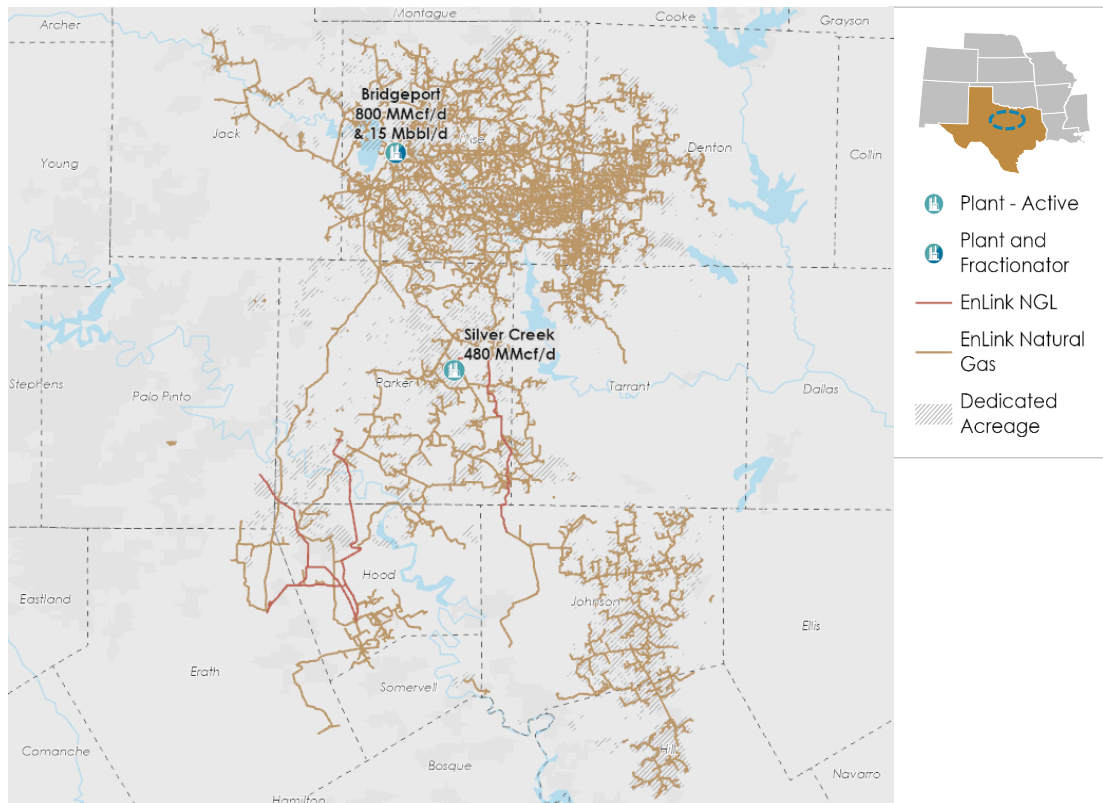 Montague
Cooke
Grayson
Archer
Bridgeport
800 MMcf/d
& 15 Mbbl/d
Jack
Wise
Denton
Collin
Young
Silver Creek
480 MMcf/d
Stephens
Palo Pinto
Parker
Tarrant
Dallas
Hood
Johnson
Eastland
Ellis
Erath
Somervell
Hill
Comanche
Bosque
Navarro
Hamilton
Plant - Active
Plant and
Fractionator
EnLink NGL
EnLink Natural
Gas
Dedicated
Acreage